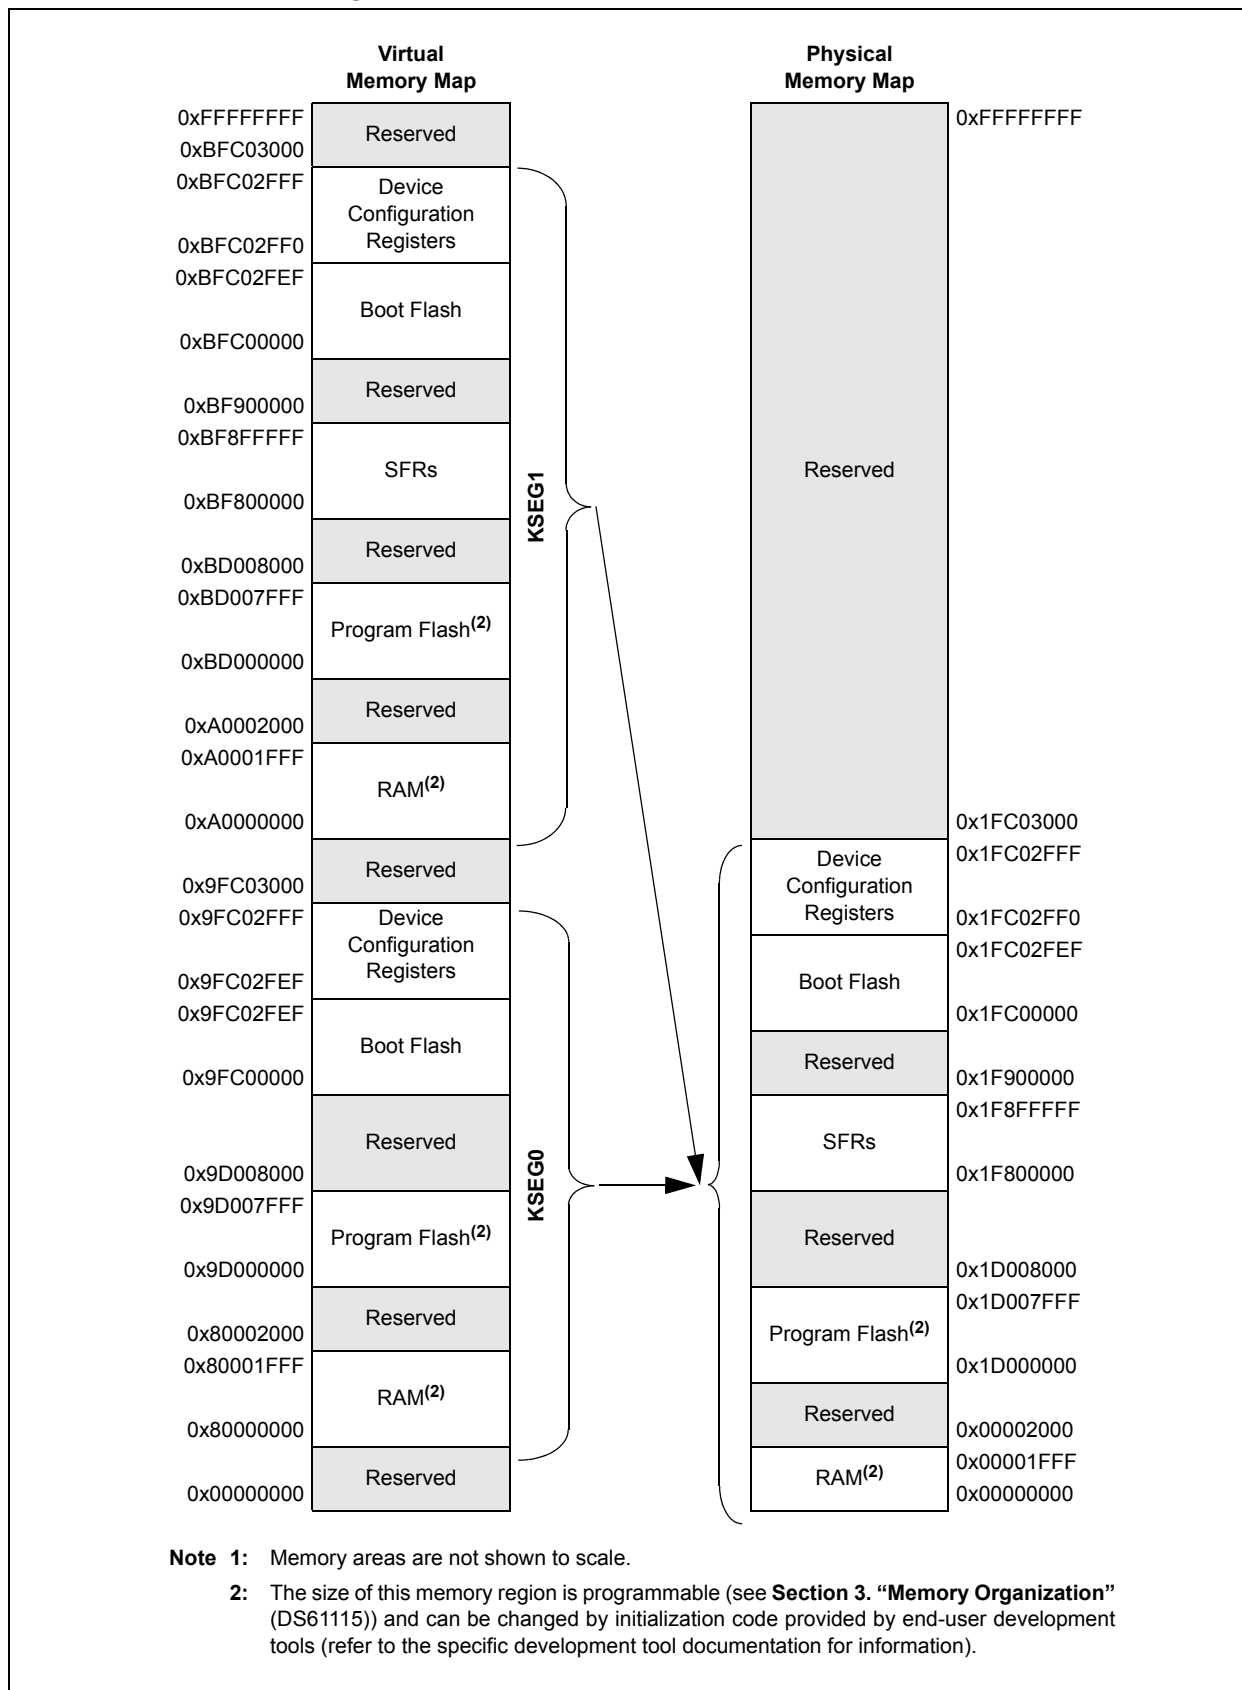 Virtual
Memory Map
0xFFFFFFFF
Reserved
0xBFC03000
0xBFC02FFF
Device
Configuration
Registers
0xBFC02FF0
0xBFC02FEF
Boot Flash
0xBFC00000
Reserved
0xBF900000
0xBF8FFFFF
SFRs
0xBF800000
Reserved
0xBD008000
0xBD007FFF
Program Flash(2)
0xBD000000
Reserved
0xA0002000
0xA0001FFF
RAM(2)
0xA0000000
Reserved
0x9FC03000
0x9FC02FFF
Device
Configuration
Registers
0x9FC02FEF
0x9FC02FEF
Boot Flash
0x9FC00000
Reserved
0x9D008000
0x9D007FFF
Program Flash(2)
0x9D000000
Reserved
0x80002000
0x80001FFF
RAM(2)
0x80000000
Reserved
0x00000000
KSEG1
KSEG0
Physical
Memory Map
0xFFFFFFFF
Reserved
0x1FC03000
Device
Configuration
Registers
0x1FC02FFF
0x1FC02FF0
0x1FC02FEF
Boot Flash
0x1FC00000
Reserved
0x1F900000
0x1F8FFFFF
SFRs
0x1F800000
Reserved
0x1D008000
0x1D007FFF
Program Flash(2)
0x1D000000
Reserved
0x00002000
0x00001FFF
RAM(2)
0x00000000
Note 1: Memory areas are not shown to scale.
2: The size of this memory region is programmable (see Section 3. “Memory Organization”
(DS61115)) and can be changed by initialization code provided by end-user development
tools (refer to the specific development tool documentation for information).